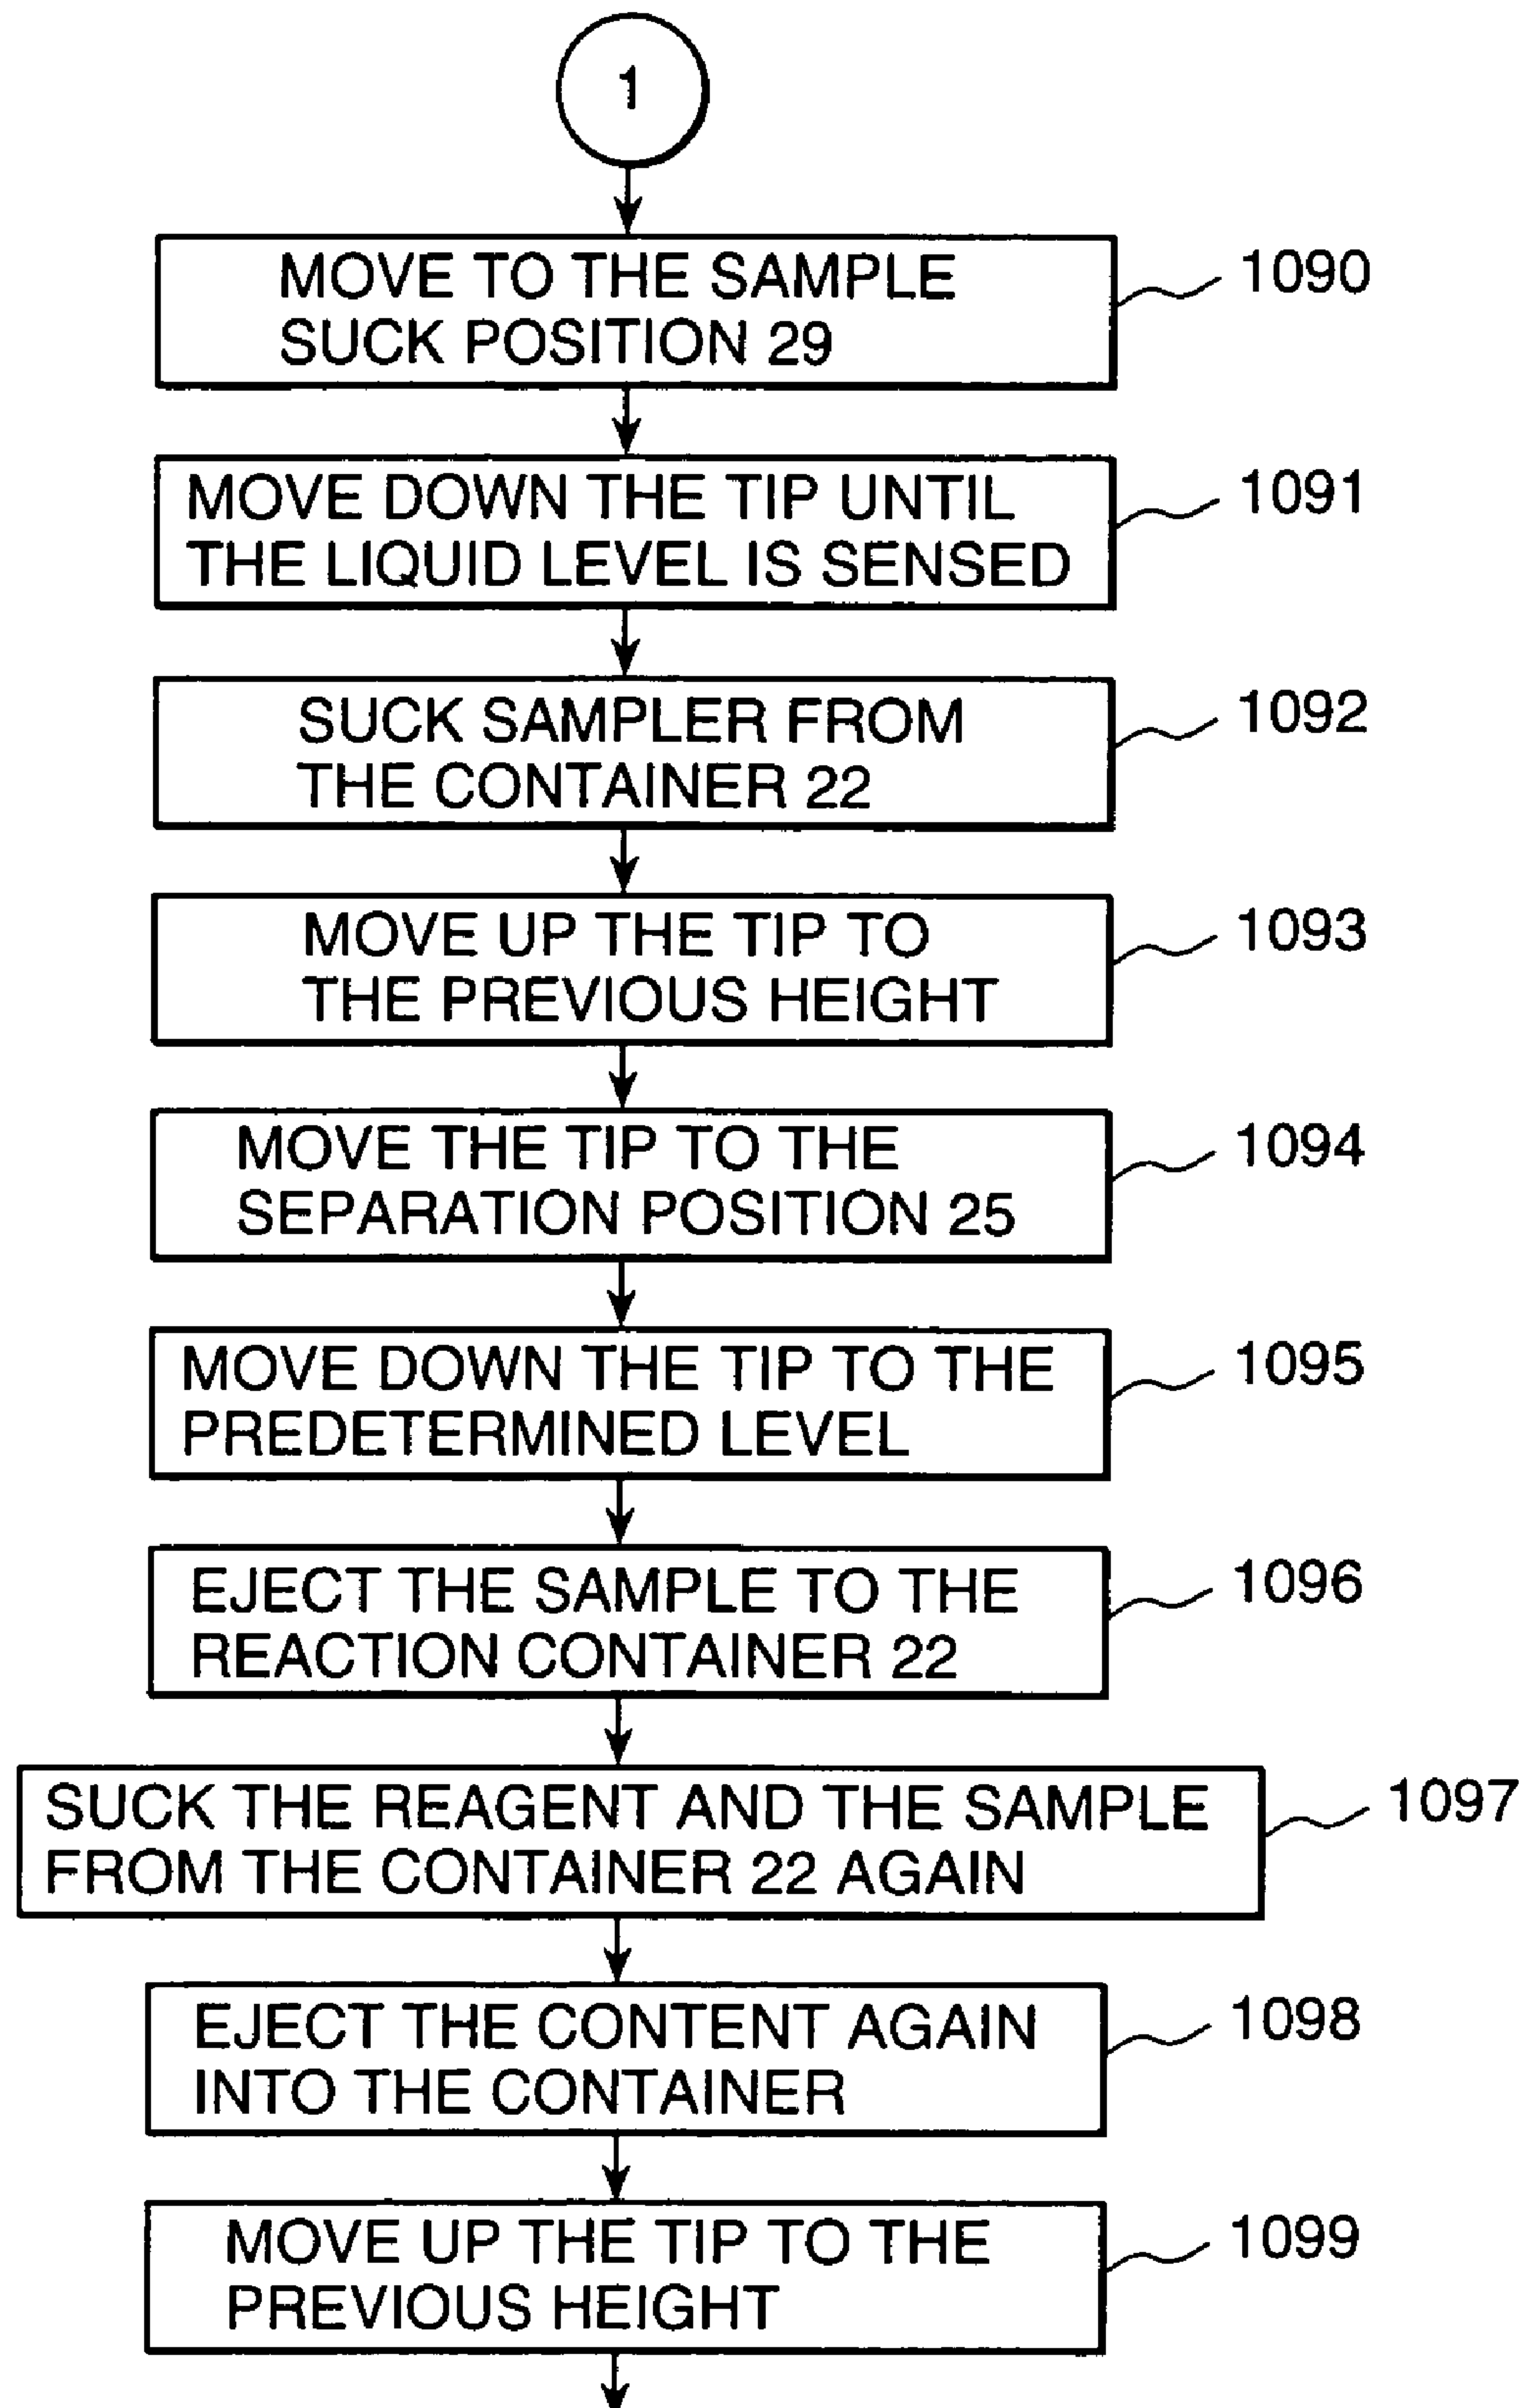 1
MOVE TO THE SAMPLE
SUCK POSITION 29
1090
MOVE DOWN THE TIP UNTIL
THE LIQUID LEVEL IS SENSED
1091
SUCK SAMPLER FROM
THE CONTAINER 22
1092
MOVE UP THE TIP TO
THE PREVIOUS HEIGHT
1093
MOVE THE TIP TO THE
SEPARATION POSITION 25
1094
MOVE DOWN THE TIP TO THE
PREDETERMINED LEVEL
1095
EJECT THE SAMPLE TO THE
REACTION CONTAINER 22
1096
SUCK THE REAGENT AND THE SAMPLE
FROM THE CONTAINER 22 AGAIN
1097
EJECT THE CONTENT AGAIN
INTO THE CONTAINER
1098
MOVE UP THE TIP TO THE
PREVIOUS HEIGHT
1099